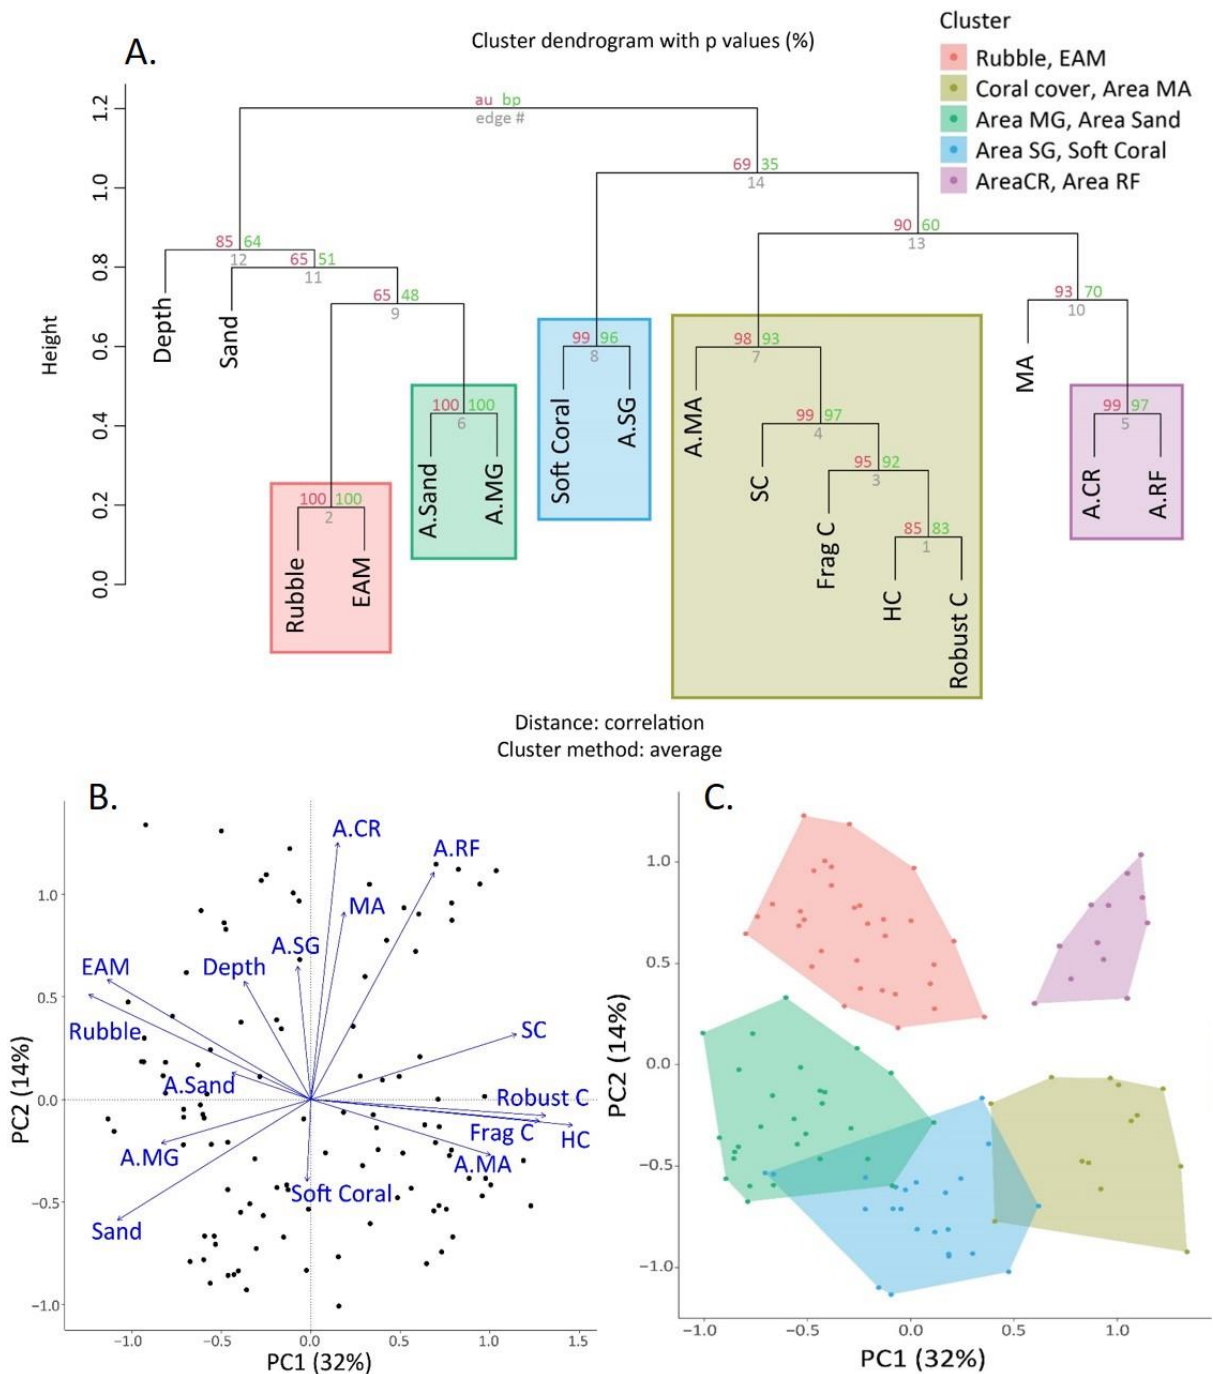 A.
Cluster dendrogram with p values (%)
Cluster
Rubble, EAM
Coral cover, Area MA
Area MG, Area Sand
Area SG, Soft Coral
AreaCR, Area RF
Height
1.2
1.0
0.8
0.6
0.4
0.2
0.0
au bp
edge #
69 35
14
90 60
13
85 64
12
65 51
11
65 48
9
93 70
10
99 96
8
98 93
7
100 100
6
99 97
4
99 97
5
95 92
3
100 100
2
85 83
1
Depth
Sand
Rubble
EAM
A.Sand
A.MG
Soft Coral
A.SG
A.MA
SC
Frag C
HC
Robust C
MA
A.CR
A.RF
Distance: correlation
Cluster method: average
B.
PC2 (14%)
1.0
0.5
0.0
−0.5
−1.0
A.CR
A.RF
MA
A.SG
Depth
EAM
Rubble
SC
A.Sand
Robust C
Frag C
HC
A.MG
A.MA
Soft Coral
Sand
−1.0
−0.5
0.0
0.5
1.0
1.5
PC1 (32%)
C.
PC2 (14%)
1.0
0.5
0.0
−0.5
−1.0
−1.0
−0.5
0.0
0.5
1.0
PC1 (32%)